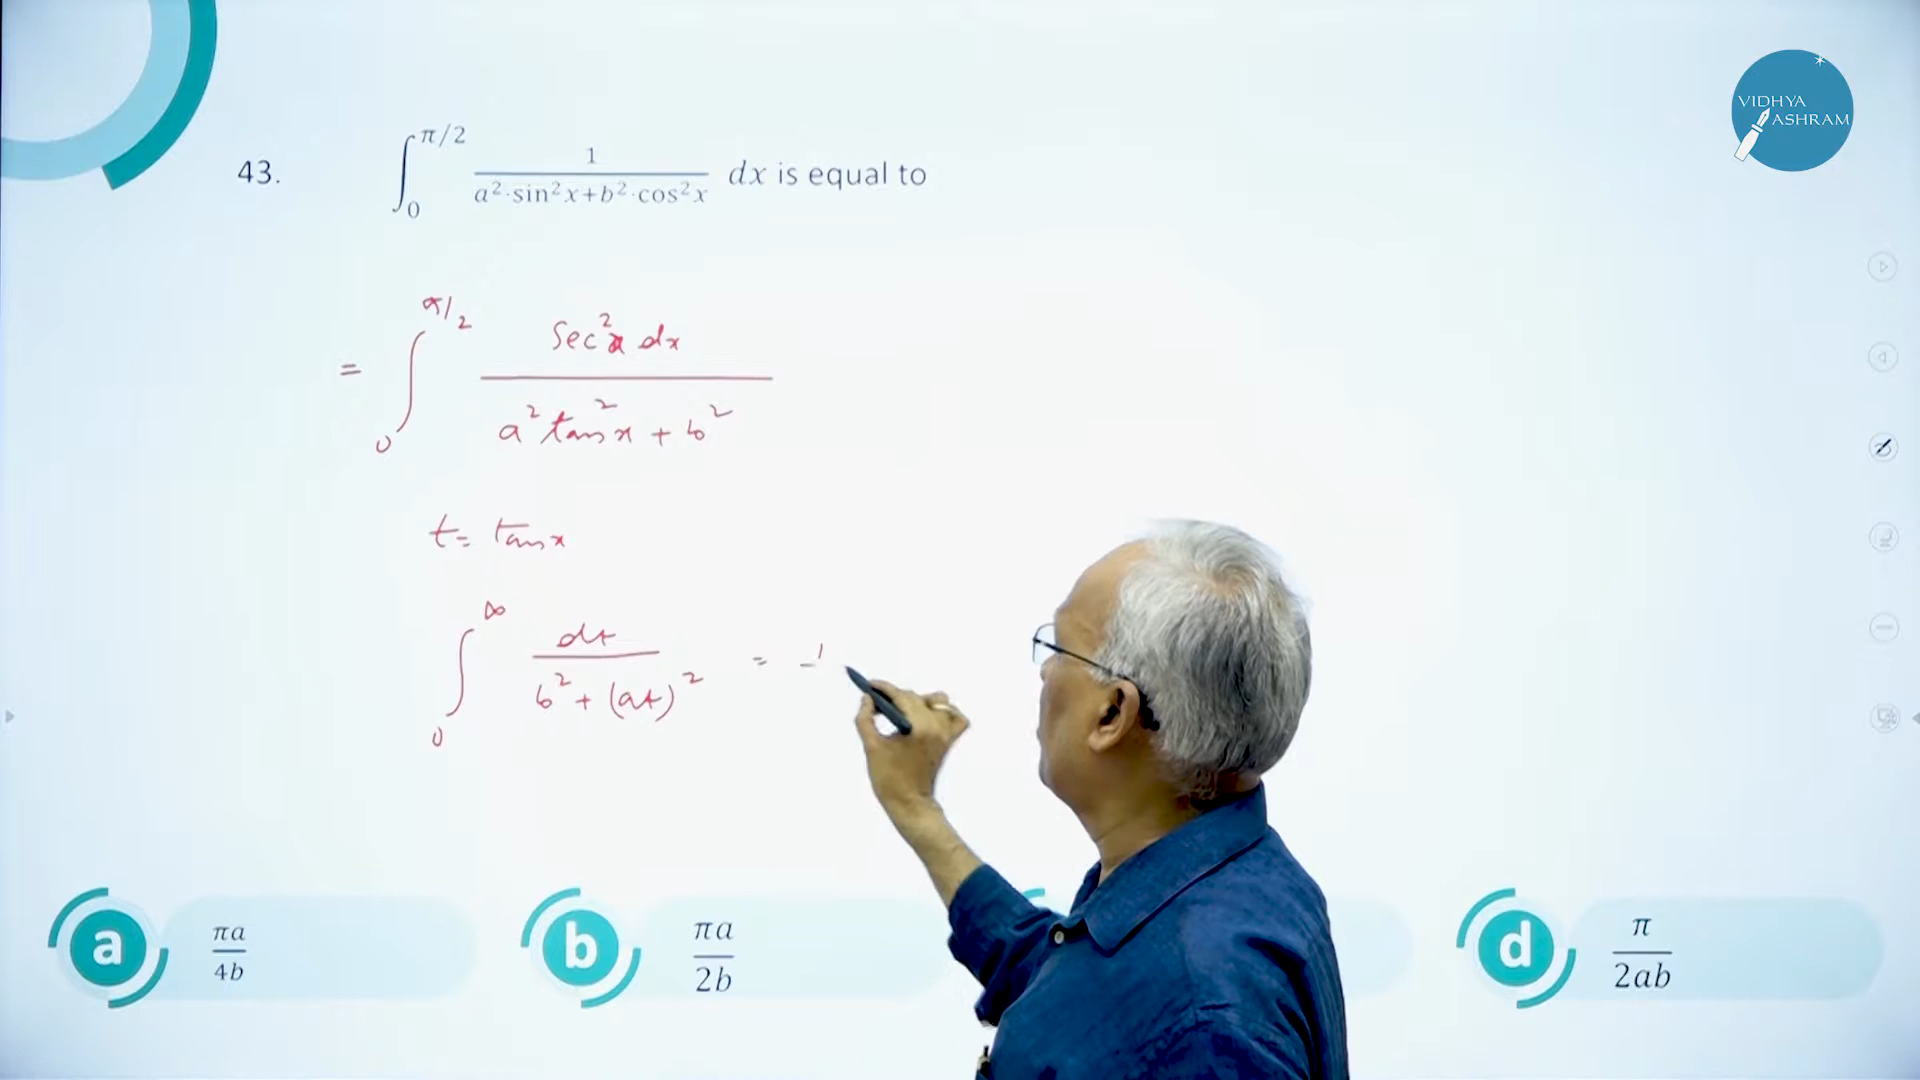 VIDHYA
ASHRAM
43. ∫₀^{π/2} 1/(a²·sin²x+b²·cos²x) dx is equal to
= ∫₀^{π/2} sec²x dx/(a²tan²x + b²)
t = tanx
∫₀^∞ dt/(b² + (at)²) = 1
a πa/4b
b πa/2b
d π/2ab